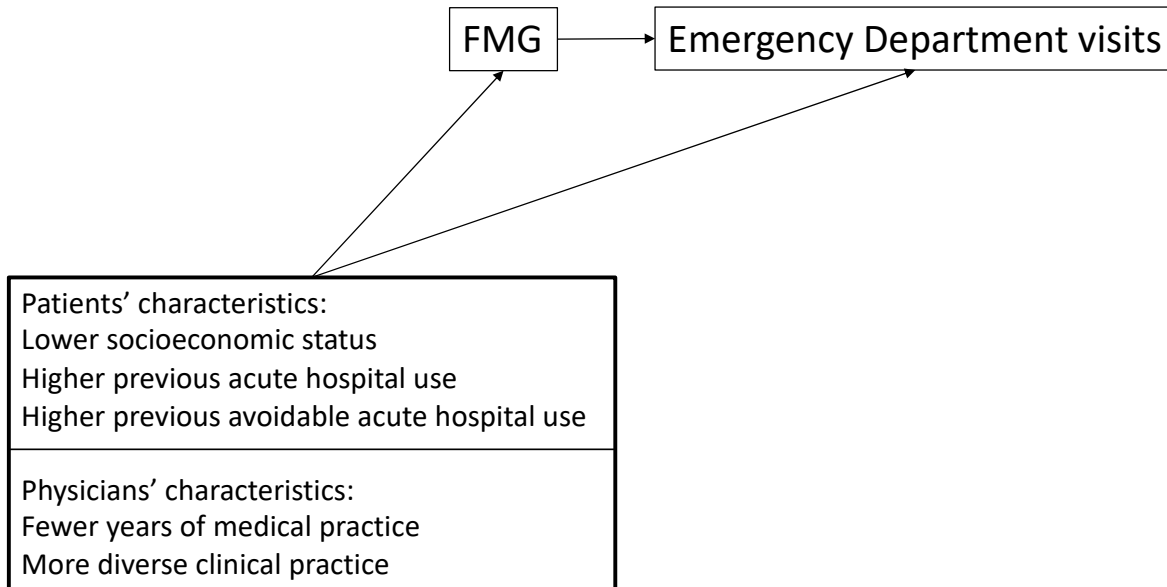 FMG
Emergency Department visits
Patients’ characteristics:
Lower socioeconomic status
Higher previous acute hospital use
Higher previous avoidable acute hospital use
Physicians’ characteristics:
Fewer years of medical practice
More diverse clinical practice